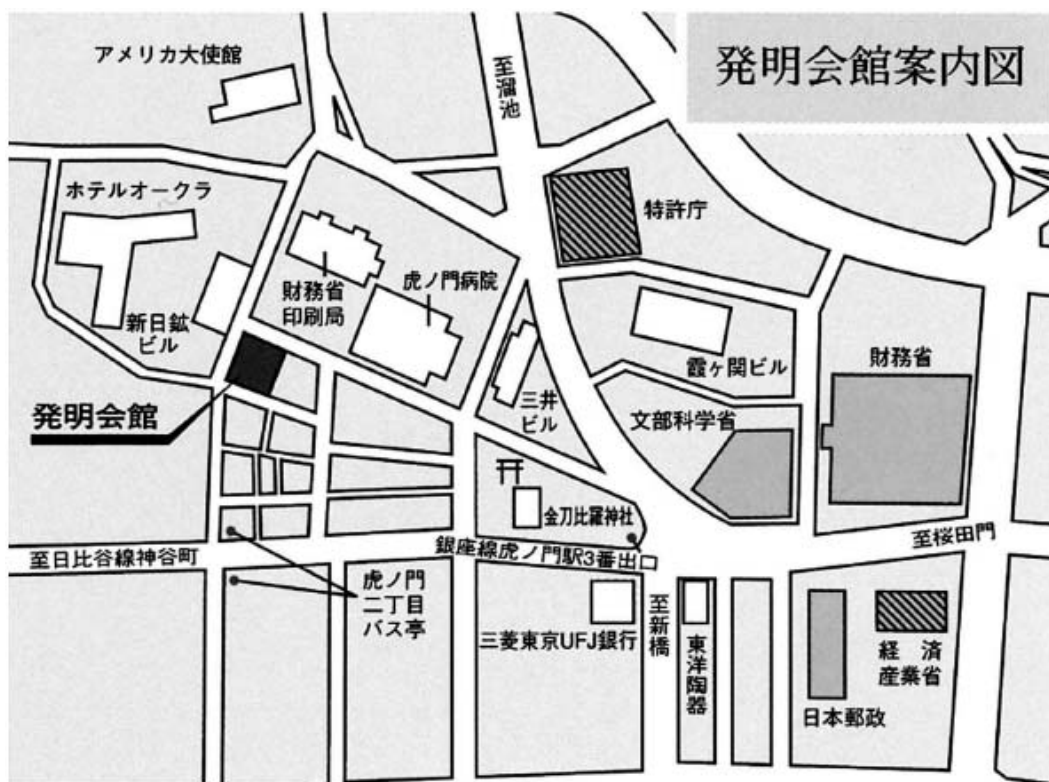 発明会館案内図
アメリカ大使館
至溜池
ホテルオークラ
特許庁
財務省
印刷局
虎ノ門病院
新日鉱
ビル
霞ヶ関ビル
財務省
三井
ビル
文部科学省
発明会館
金刀比羅神社
至桜田門
銀座線虎ノ門駅3番出口
至日比谷線神谷町
虎ノ門
二丁目
バス亭
至新橋
三菱東京UFJ銀行
東洋陶器
経 済
産業省
日本郵政